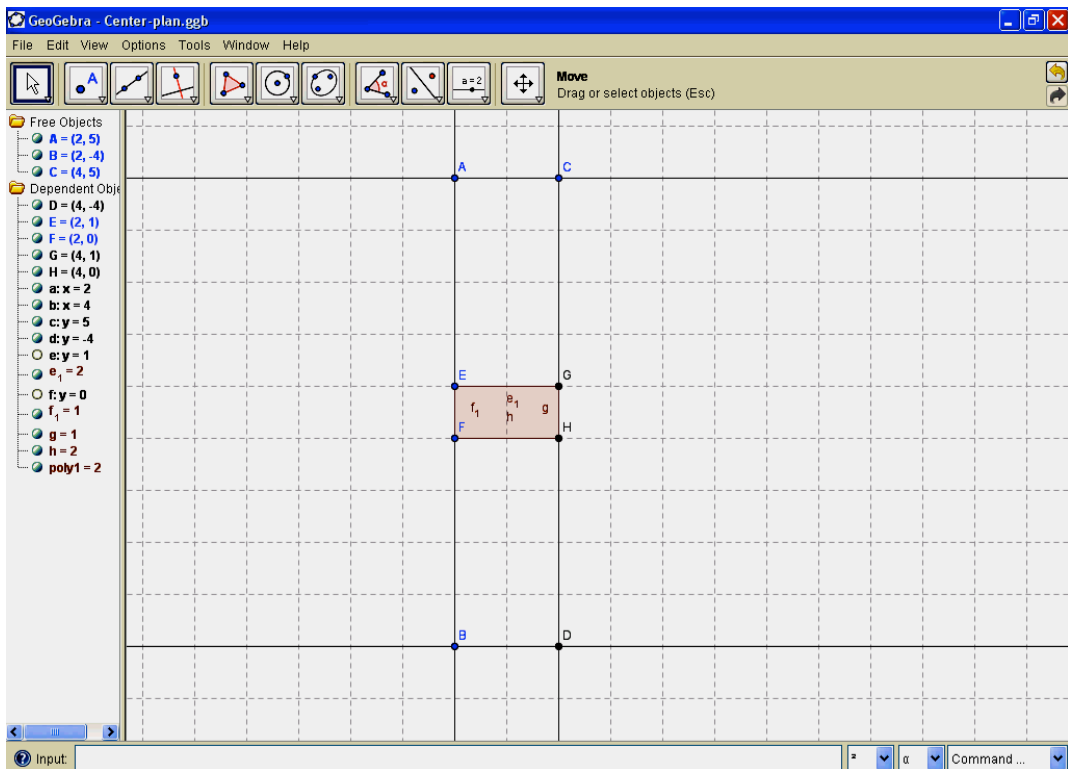 GeoGebra - Center-plan.ggb
File Edit View Options Tools Window Help
A
a=2
Move
Drag or select objects (Esc)
Free Objects
A = (2, 5)
B = (2, -4)
C = (4, 5)
Dependent Obje
D = (4, -4)
E = (2, 1)
F = (2, 0)
G = (4, 1)
H = (4, 0)
a: x = 2
b: x = 4
c: y = 5
d: y = -4
e: y = 1
e₁ = 2
f: y = 0
f₁ = 1
g = 1
h = 2
poly1 = 2
A C
E G
f₁ e₁ g
h
F H
B D
Input: ² α Command ...